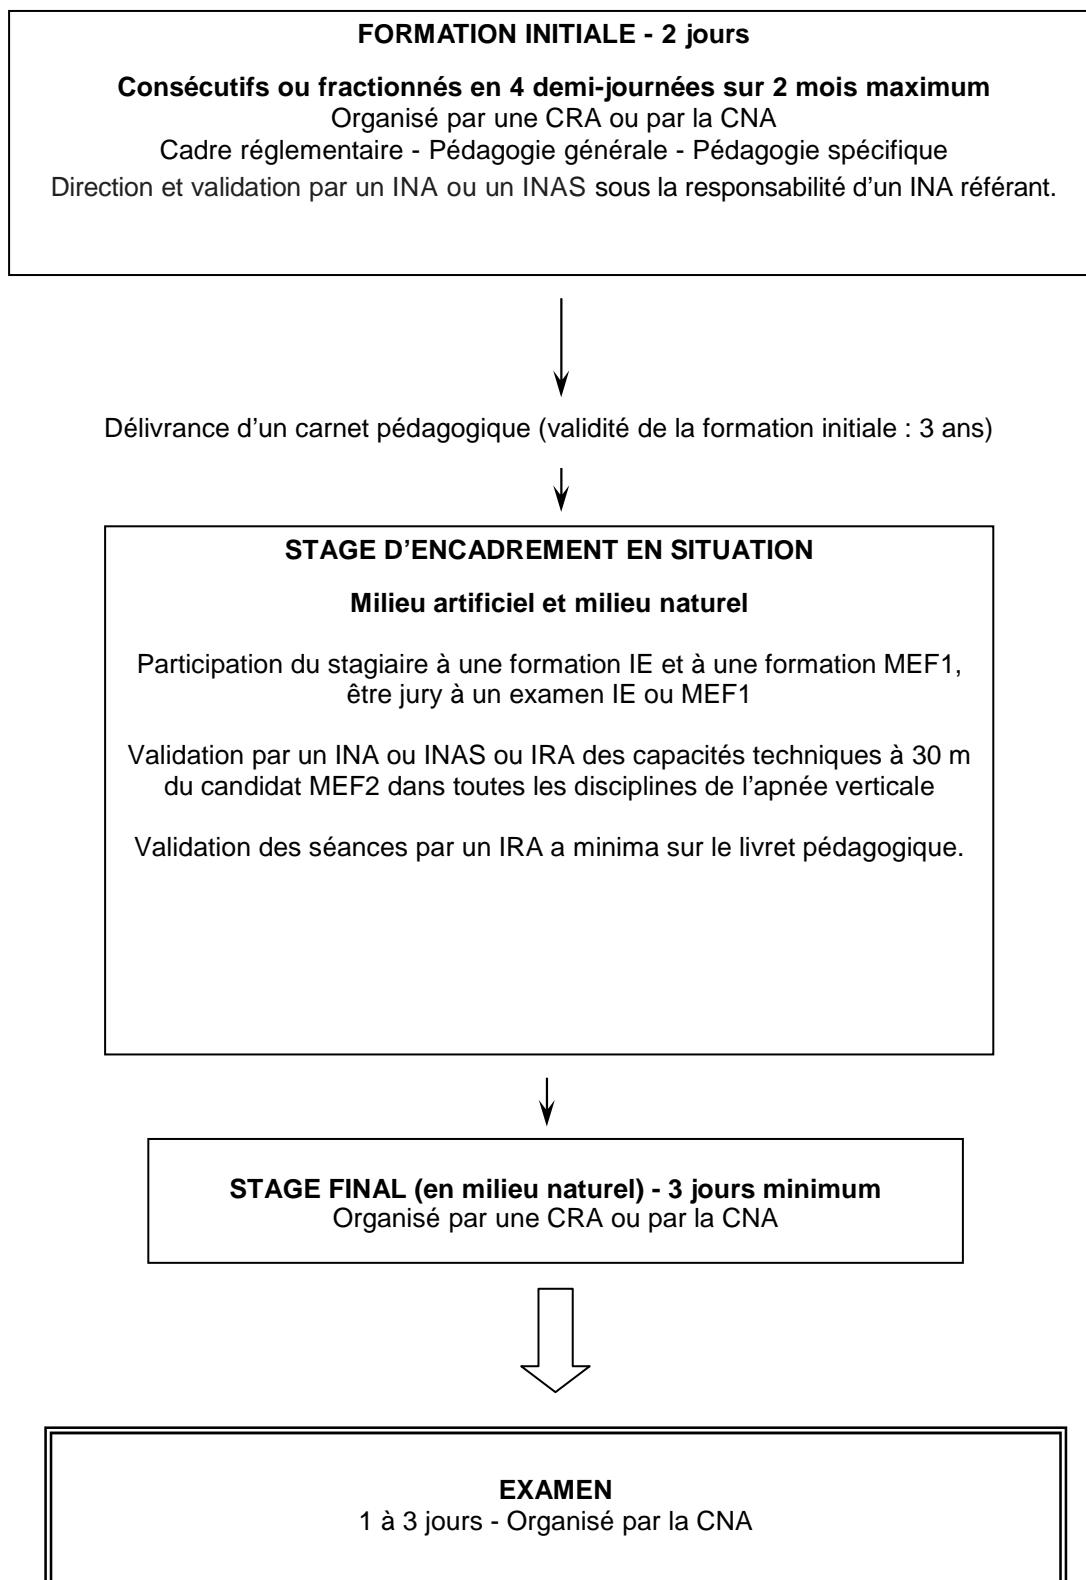 FORMATION INITIALE - 2 jours
Consécutifs ou fractionnés en 4 demi-journées sur 2 mois maximum
Organisé par une CRA ou par la CNA
Cadre réglementaire - Pédagogie générale - Pédagogie spécifique
Direction et validation par un INA ou un INAS sous la responsabilité d’un INA référant.
Délivrance d’un carnet pédagogique (validité de la formation initiale : 3 ans)
STAGE D’ENCADREMENT EN SITUATION
Milieu artificiel et milieu naturel
Participation du stagiaire à une formation IE et à une formation MEF1,
être jury à un examen IE ou MEF1
Validation par un INA ou INAS ou IRA des capacités techniques à 30 m
du candidat MEF2 dans toutes les disciplines de l’apnée verticale
Validation des séances par un IRA a minima sur le livret pédagogique.
STAGE FINAL (en milieu naturel) - 3 jours minimum
Organisé par une CRA ou par la CNA
EXAMEN
1 à 3 jours - Organisé par la CNA